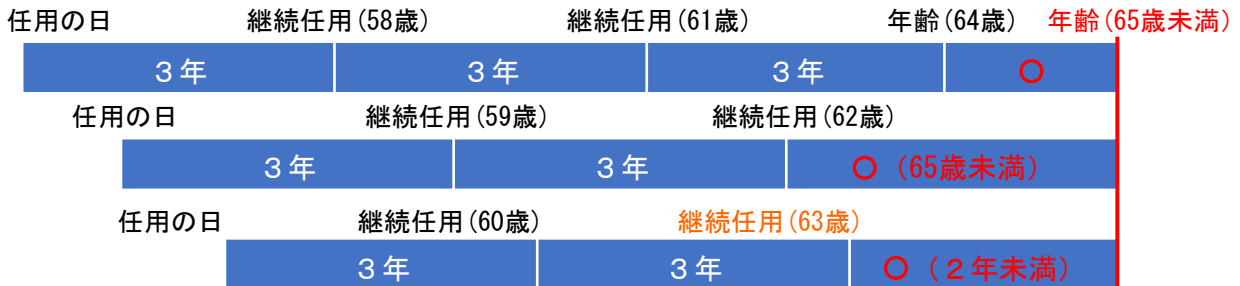 任用の日 継続任用(58歳) 継続任用(61歳) 年齢(64歳) 年齢(65歳未満)
3年 3年 3年 〇
任用の日 継続任用(59歳) 継続任用(62歳)
3年 3年 〇(65歳未満)
任用の日 継続任用(60歳) 継続任用(63歳)
3年 3年 〇(2年未満)